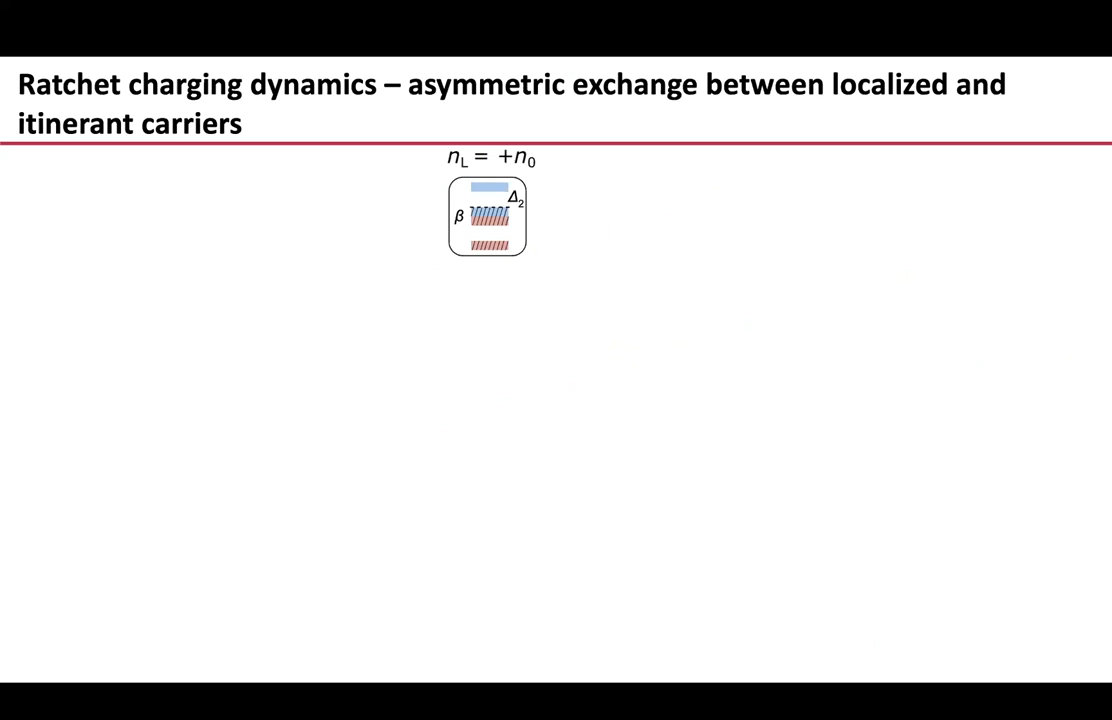 Ratchet charging dynamics – asymmetric exchange between localized and
itinerant carriers
nL = +n0
Δ2
β